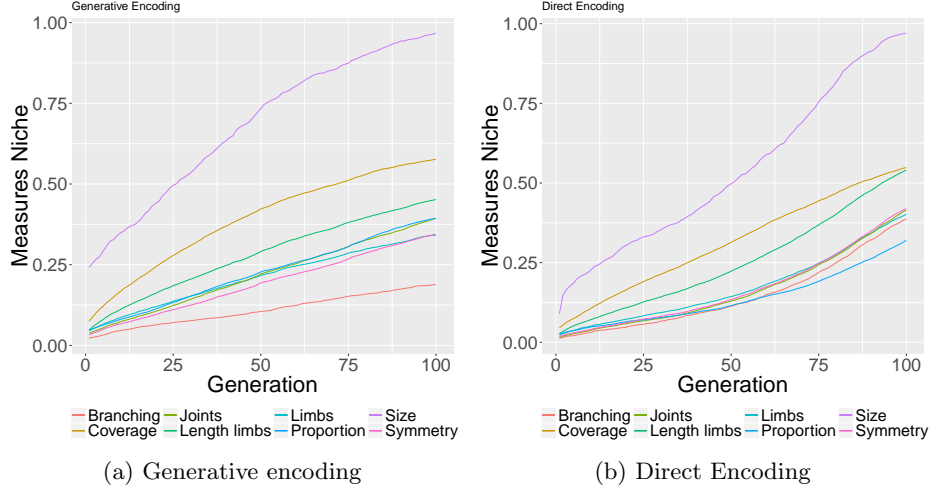 Generative Encoding
1.00
0.75
0.50
0.25
0.00
Measures Niche
0 25 50 75 100
Generation
Branching Joints Limbs Size
Coverage Length limbs Proportion Symmetry
(a) Generative encoding
Direct Encoding
1.00
0.75
0.50
0.25
0.00
Measures Niche
0 25 50 75 100
Generation
Branching Joints Limbs Size
Coverage Length limbs Proportion Symmetry
(b) Direct Encoding